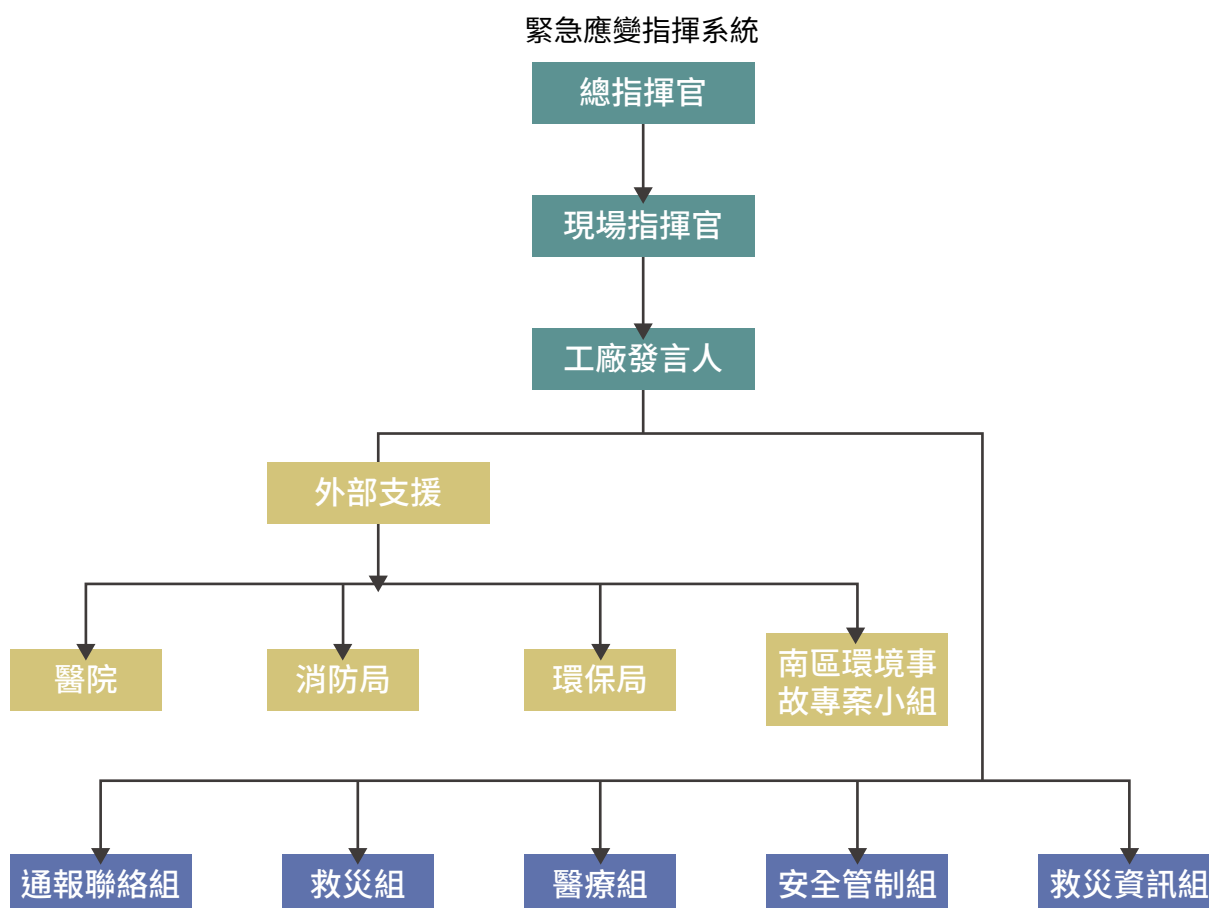 緊急應變指揮系統
總指揮官
現場指揮官
工廠發言人
外部支援
醫院
消防局
環保局
南區環境事
故專案小組
通報聯絡組
救災組
醫療組
安全管制組
救災資訊組